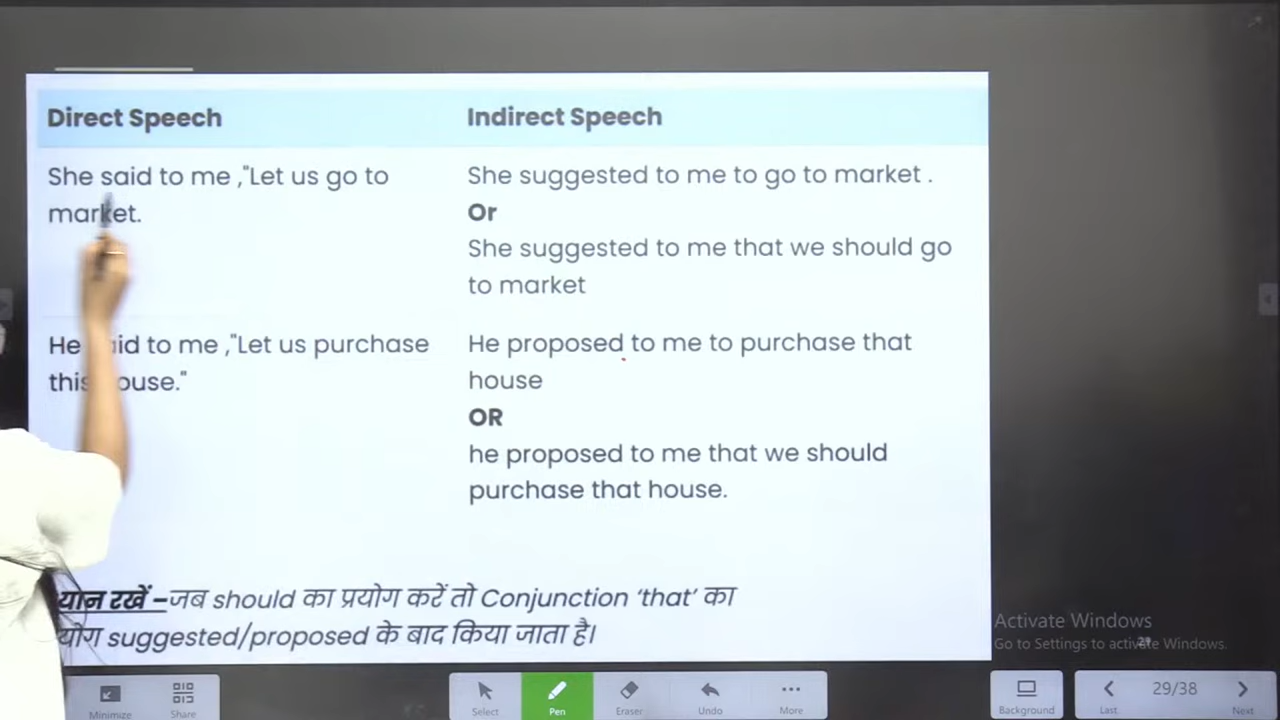 Direct Speech
Indirect Speech
She said to me ,"Let us go to
market.
She suggested to me to go to market .
Or
She suggested to me that we should go
to market
He said to me ,"Let us purchase
this house."
He proposed to me to purchase that
house
OR
he proposed to me that we should
purchase that house.
रखें –जब should का प्रयोग करें तो Conjunction ‘that’ का
suggested/proposed के बाद किया जाता है।
Activate Windows
Go to Settings to activate Windows.
29
Minimize
Share
Select
Pen
Eraser
Undo
More
Background
Last
29/38
Next